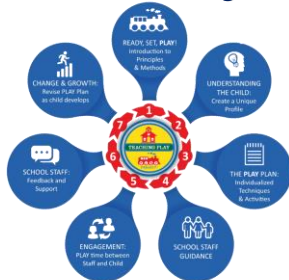 READY, SET, PLAY!
Introduction to
Principles
& Methods
UNDERSTANDING
THE CHILD:
Create a Unique
Profile
THE PLAY PLAN:
Individualized
Techniques
& Activities
SCHOOL STAFF
GUIDANCE
ENGAGEMENT:
PLAY time between
Staff and Child
SCHOOL STAFF:
Feedback and
Support
CHANGE & GROWTH:
Revise PLAY Plan
as child develops
1
2
3
4
5
6
7
TEACHING PLAY